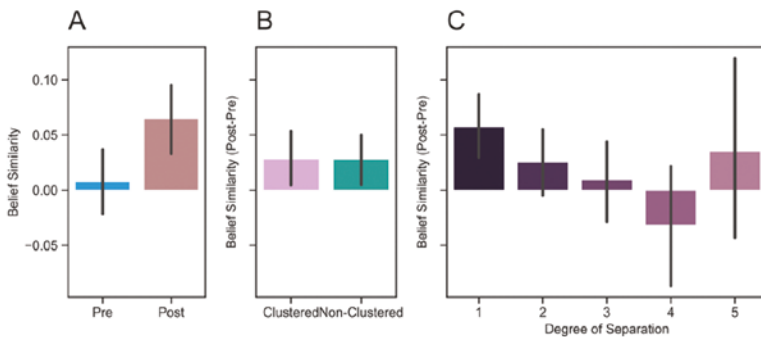 A
B
C
Belief Similarity
0.10
0.05
0.00
−0.05
Pre
Post
Belief Similarity (Post-Pre)
Clustered
Non-Clustered
Belief Similarity (Post-Pre)
1
2
3
4
5
Degree of Separation